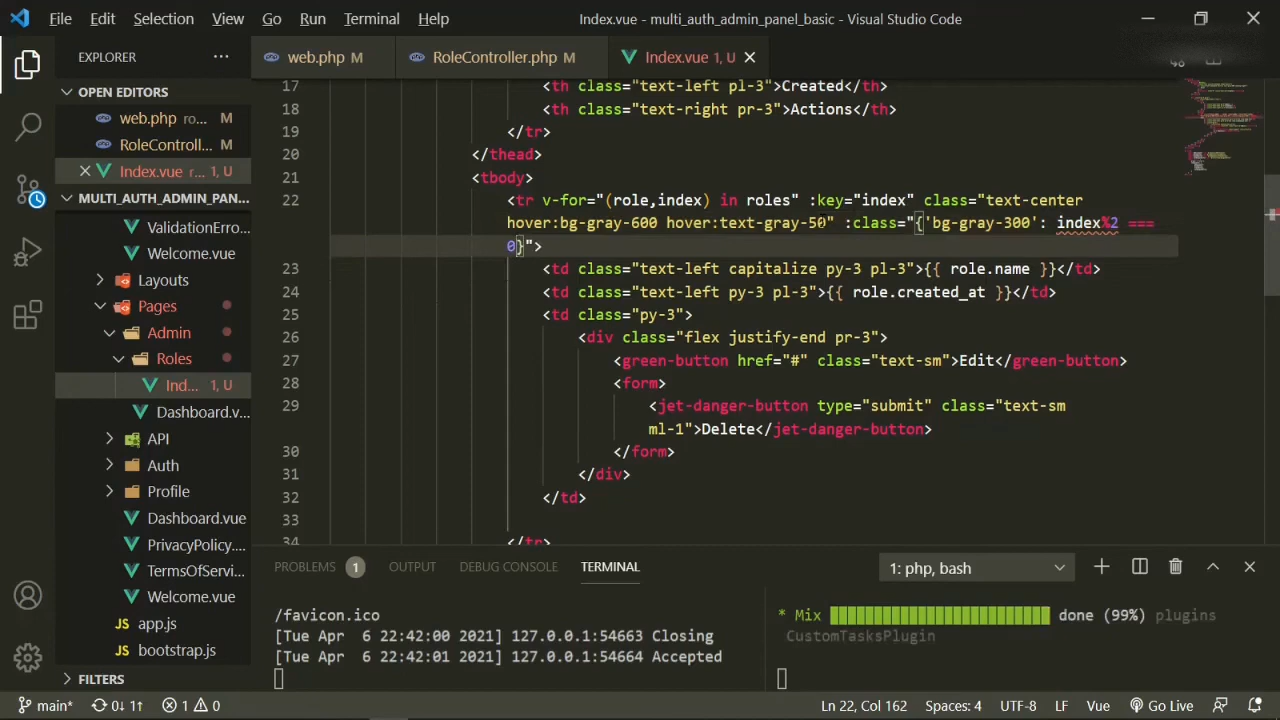 File Edit Selection View Go Run Terminal Help
Index.vue - multi_auth_admin_panel_basic - Visual Studio Code
EXPLORER
web.php M
RoleController.php M
Index.vue 1, U
OPEN EDITORS
web.php ro... M
RoleControll... M
Index.vue r... 1, U
MULTI_AUTH_ADMIN_PAN...
ValidationErro...
Welcome.vue
Layouts
Pages
Admin
Roles
Ind... 1, U
Dashboard.v...
API
Auth
Profile
Dashboard.vue
PrivacyPolicy....
TermsOfServi...
Welcome.vue
app.js
bootstrap.js
FILTERS
17 <th class="text-left pl-3">Created</th>
18 <th class="text-right pr-3">Actions</th>
19 </tr>
20 </thead>
21 <tbody>
22 <tr v-for="(role,index) in roles" :key="index" class="text-center
hover:bg-gray-600 hover:text-gray-50" :class="{'bg-gray-300': index%2 ===
0}">
23 <td class="text-left capitalize py-3 pl-3">{{ role.name }}</td>
24 <td class="text-left py-3 pl-3">{{ role.created_at }}</td>
25 <td class="py-3">
26 <div class="flex justify-end pr-3">
27 <green-button href="#" class="text-sm">Edit</green-button>
28 <form>
29 <jet-danger-button type="submit" class="text-sm
ml-1">Delete</jet-danger-button>
30 </form>
31 </div>
32 </td>
33
34 </tr>
PROBLEMS 1 OUTPUT DEBUG CONSOLE TERMINAL
1: php, bash
/favicon.ico
[Tue Apr  6 22:42:00 2021] 127.0.0.1:54663 Closing
[Tue Apr  6 22:42:01 2021] 127.0.0.1:54664 Accepted
* Mix done (99%) plugins
CustomTasksPlugin
main* 0↓ 1↑ 1 0
Ln 22, Col 162 Spaces: 4 UTF-8 LF Vue Go Live